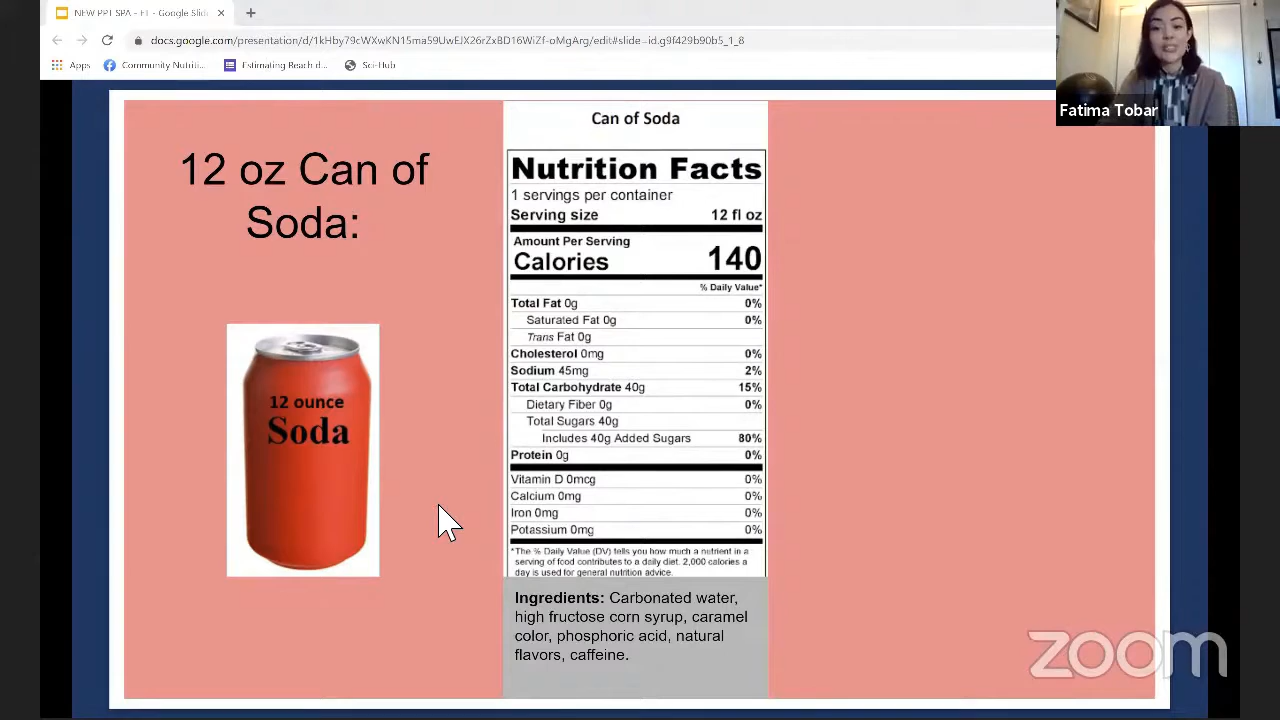 NEW PPT SPA - FT - Google Slid
docs.google.com/presentation/d/1kHby79cWXwKN15ma59UwEJX26rZxBD16WiZf-oMgArg/edit#slide=id.g9f429b90b5_1_8
Apps
Community Nutriti...
Estimating Reach d...
Sci-Hub
Fatima Tobar
12 oz Can of
Soda:
12 ounce
Soda
Can of Soda
Nutrition Facts
1 servings per container
Serving size 12 fl oz
Amount Per Serving
Calories 140
% Daily Value*
Total Fat 0g 0%
Saturated Fat 0g 0%
Trans Fat 0g
Cholesterol 0mg 0%
Sodium 45mg 2%
Total Carbohydrate 40g 15%
Dietary Fiber 0g 0%
Total Sugars 40g
Includes 40g Added Sugars 80%
Protein 0g 0%
Vitamin D 0mcg 0%
Calcium 0mg 0%
Iron 0mg 0%
Potassium 0mg 0%
*The % Daily Value (DV) tells you how much a nutrient in a
serving of food contributes to a daily diet. 2,000 calories a
day is used for general nutrition advice.
Ingredients: Carbonated water,
high fructose corn syrup, caramel
color, phosphoric acid, natural
flavors, caffeine.
zoom